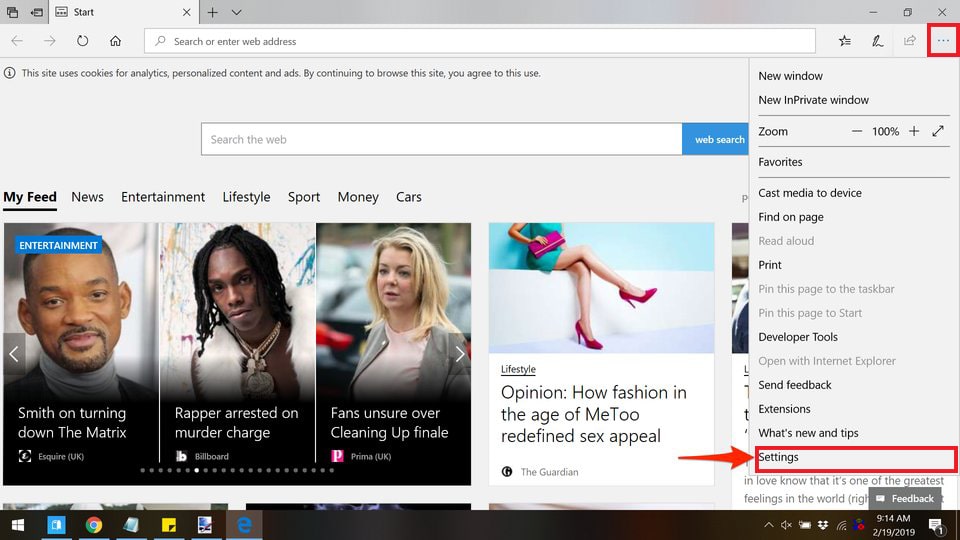 Start
Search or enter web address
This site uses cookies for analytics, personalized content and ads. By continuing to browse this site, you agree to this use.
Search the web
web search
My Feed News Entertainment Lifestyle Sport Money Cars
ENTERTAINMENT
Smith on turning
down The Matrix
Esquire (UK)
Rapper arrested on
murder charge
Billboard
Fans unsure over
Cleaning Up finale
Prima (UK)
Lifestyle
Opinion: How fashion in
the age of MeToo
redefined sex appeal
The Guardian
New window
New InPrivate window
Zoom 100%
Favorites
Cast media to device
Find on page
Read aloud
Print
Pin this page to the taskbar
Pin this page to Start
Developer Tools
Open with Internet Explorer
Send feedback
Extensions
What's new and tips
Settings
in love know that it's one of the greatest
feelings in the world (righ
Feedback
9:14 AM
2/19/2019
1